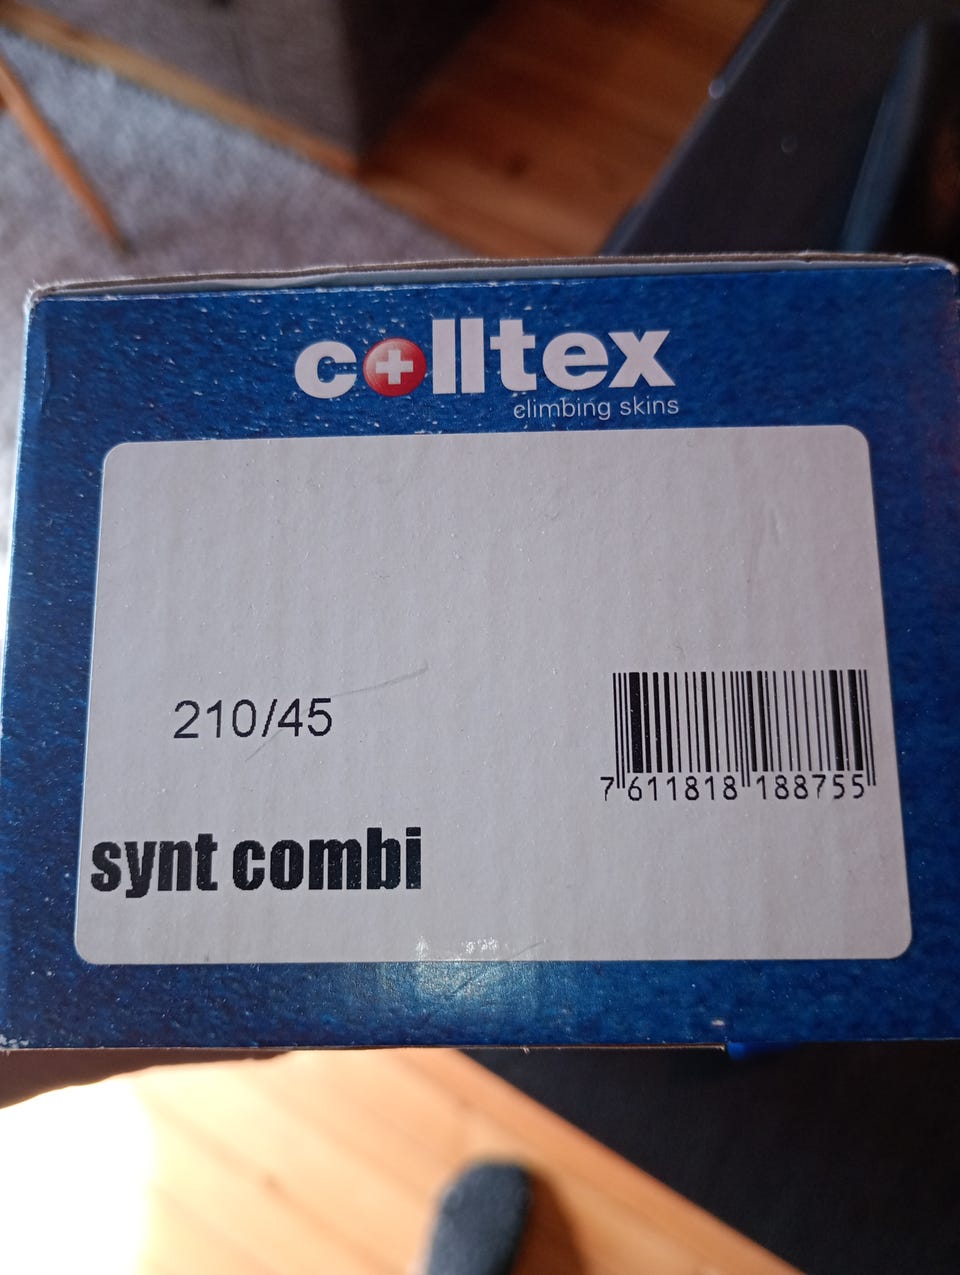 colltex
climbing skins
210/45
7 611818 188755
synt combi